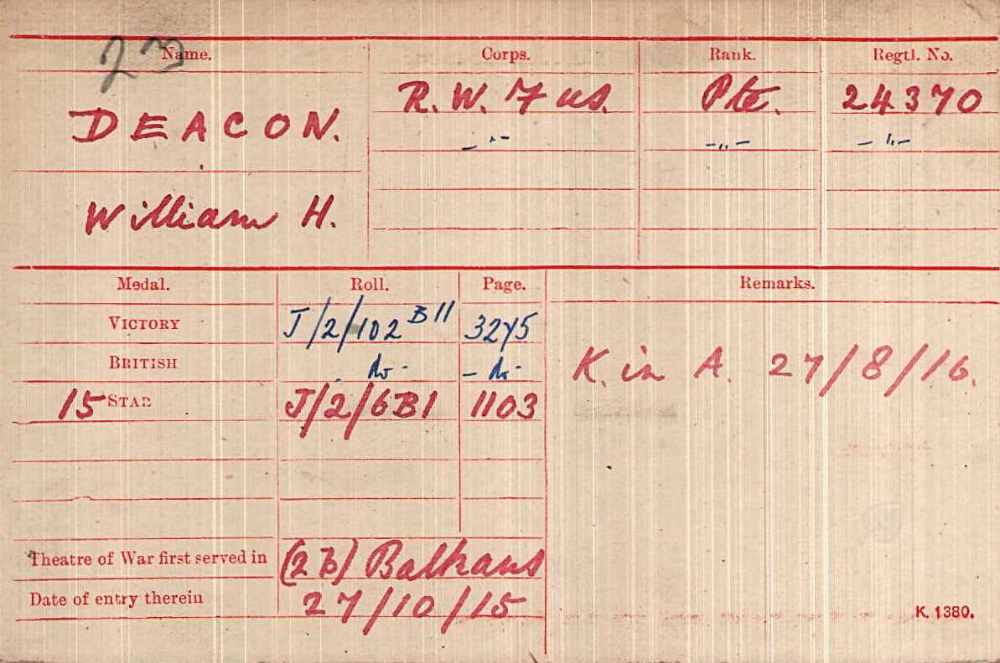 23
Name. Corps. Rank. Regtl. No.
DEACON. R. W. Fus. Pte. 24370
-"- -"- -"-
William H.
Medal. Roll. Page. Remarks.
VICTORY J/2/102 B11 3275
BRITISH do- -do- K. in A. 27/8/16.
15 STAR J/2/6B1 1103
Theatre of War first served in (2B) Balkans
Date of entry therein 27/10/15
K. 1380.